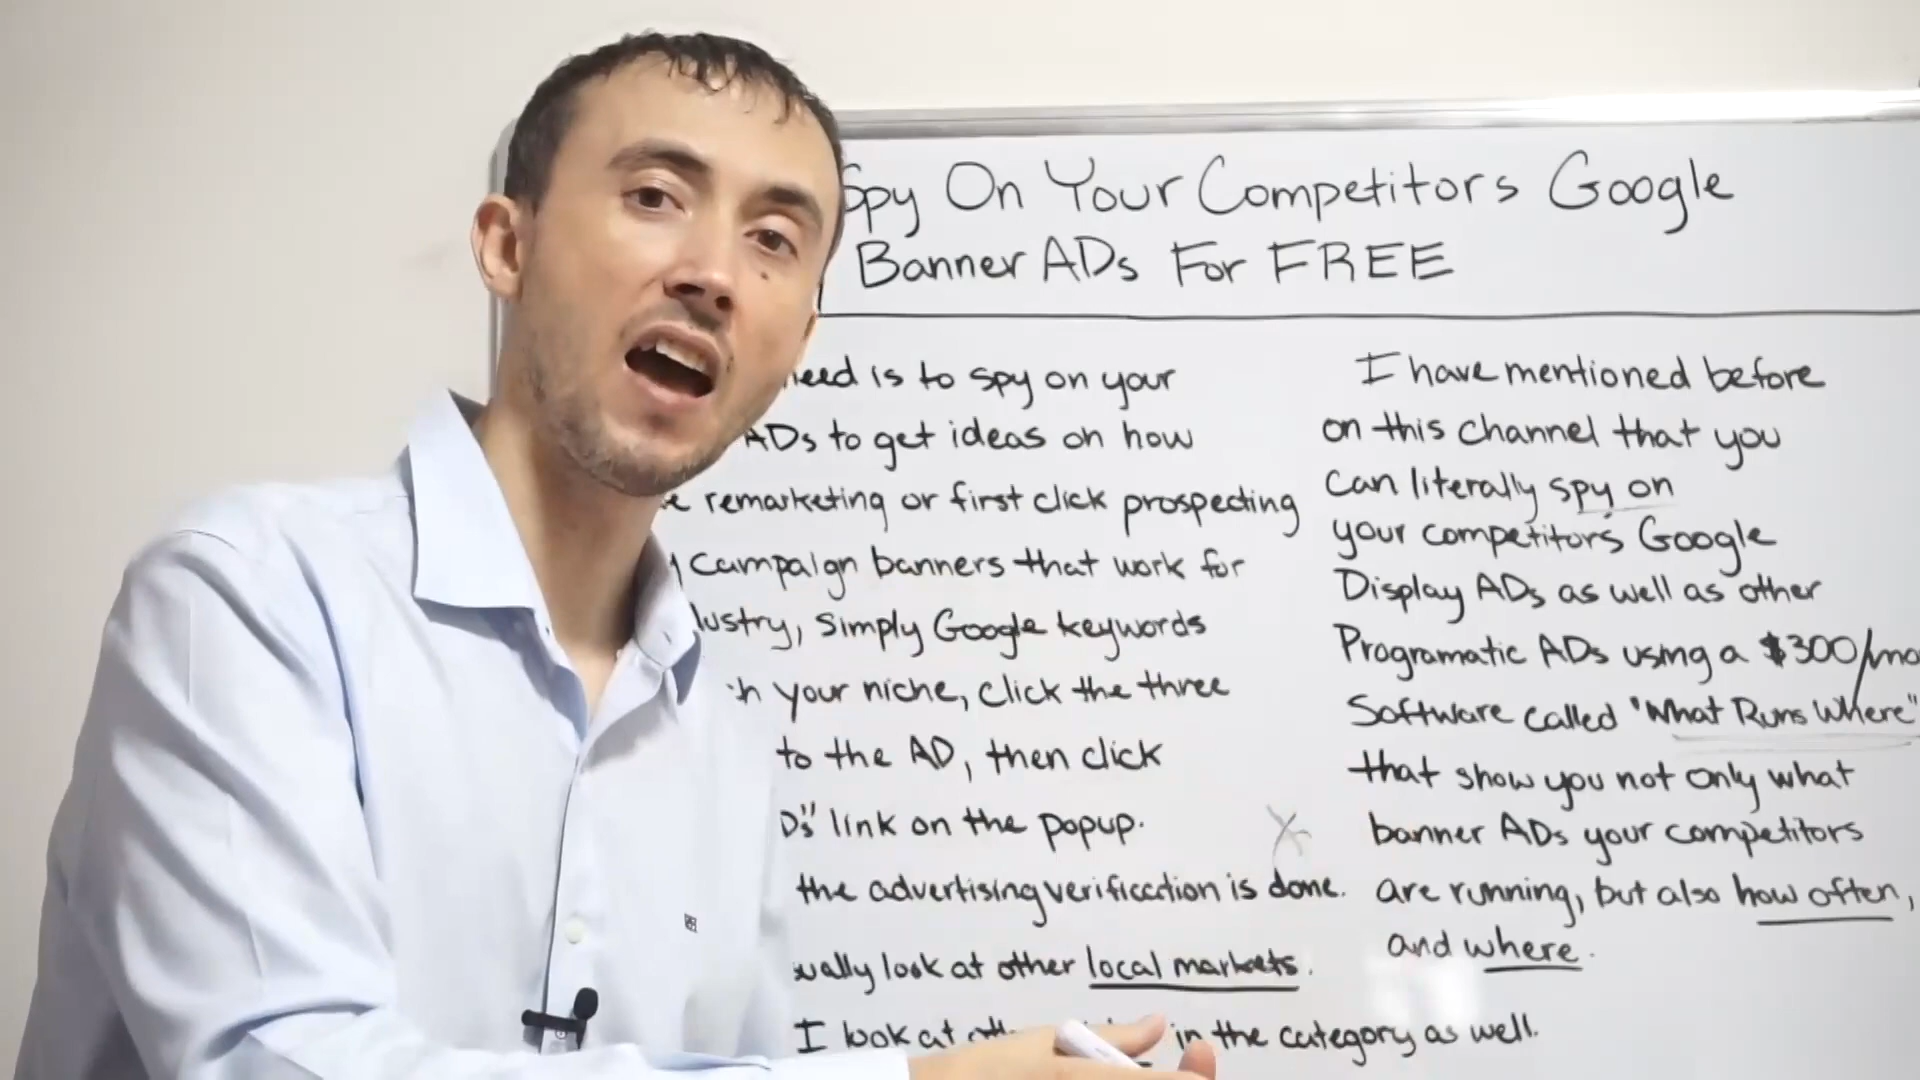 Spy On Your Competitors Google
Banner ADs For FREE
need is to spy on your
ADs to get ideas on how
remarketing or first click prospecting
campaign banners that work for
dustry, Simply Google keywords
your niche, click the three
to the AD, then click
Ds" link on the popup.
the advertising verification is done.
ually look at other local markets.
I look at in the category as well.
I have mentioned before
on this channel that you
can literally spy on
your competitors Google
Display ADs as well as other
Programatic ADs using a $300/mo
Software called "What Runs Where"
that show you not only what
banner ADs your competitors
are running, but also how often,
and where.